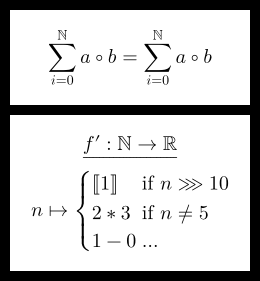 ∑_{i=0}^{ℕ} a ∘ b = ∑_{i=0}^{ℕ} a ∘ b
f′ : ℕ → ℝ
n ↦ { ⟦1⟧ if n ⋙ 10
2 ∗ 3 if n ≠ 5
1 − 0 ...